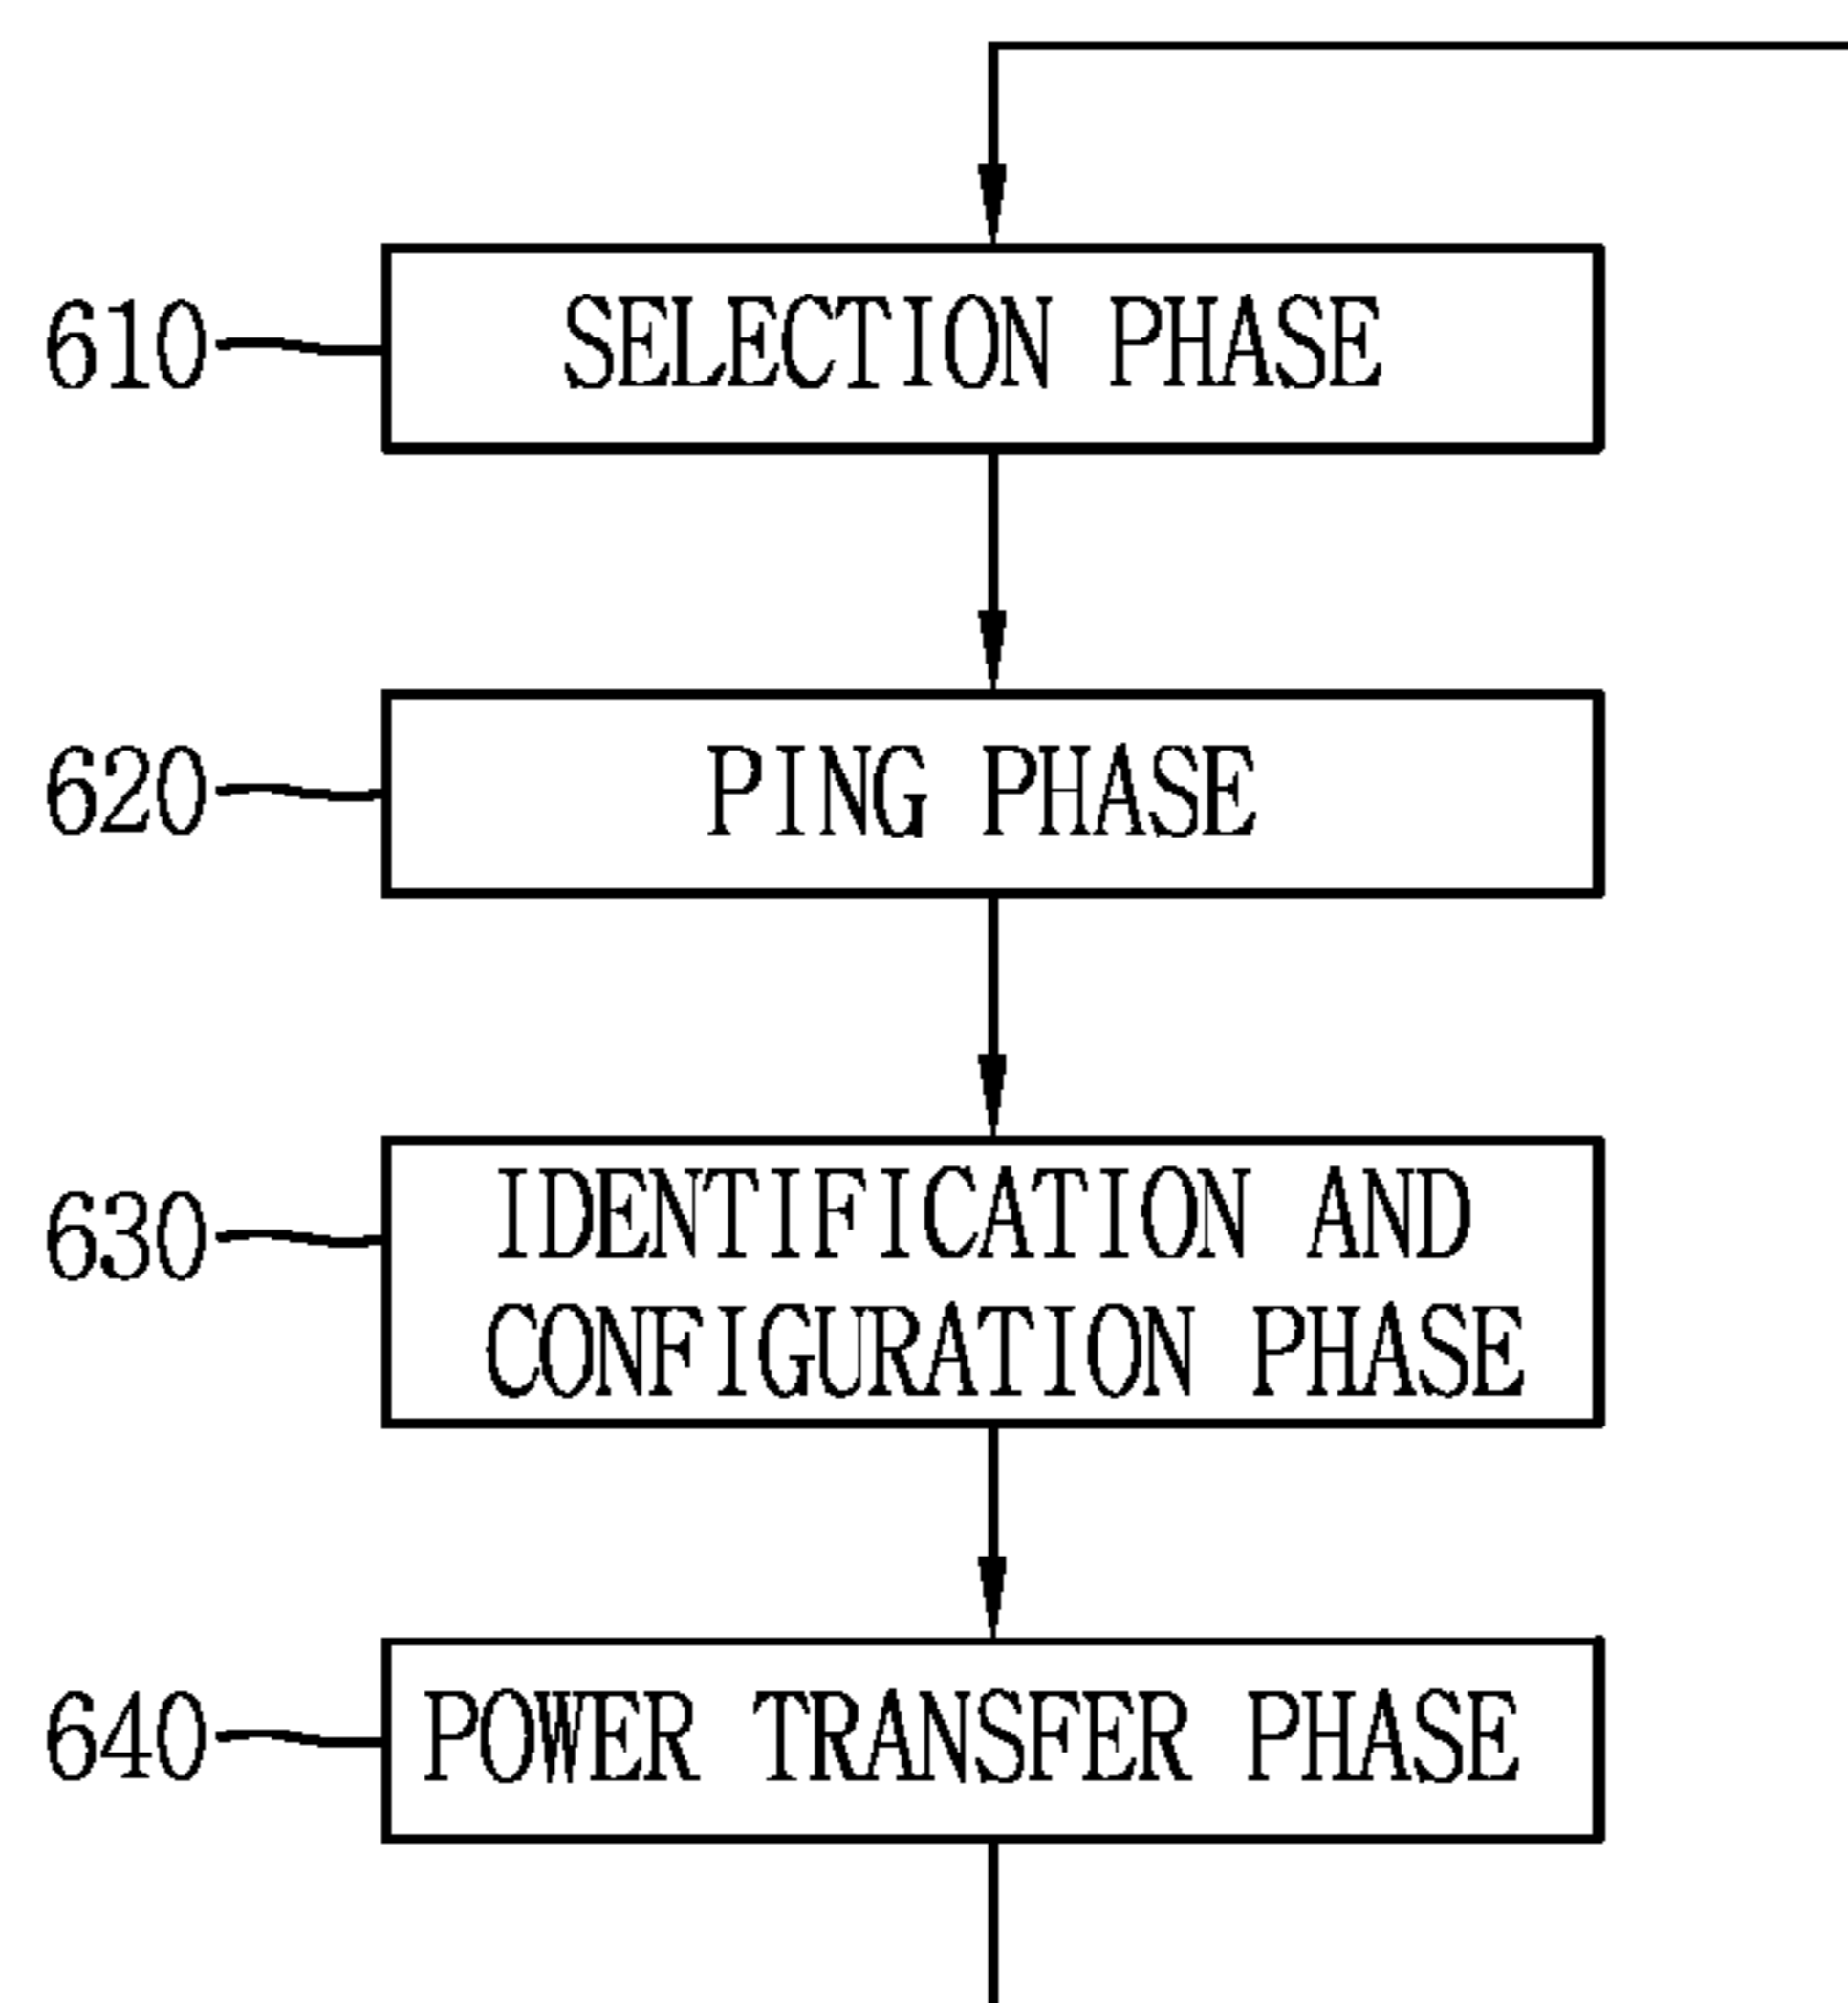 610
SELECTION PHASE
620
PING PHASE
630
IDENTIFICATION AND
CONFIGURATION PHASE
640
POWER TRANSFER PHASE